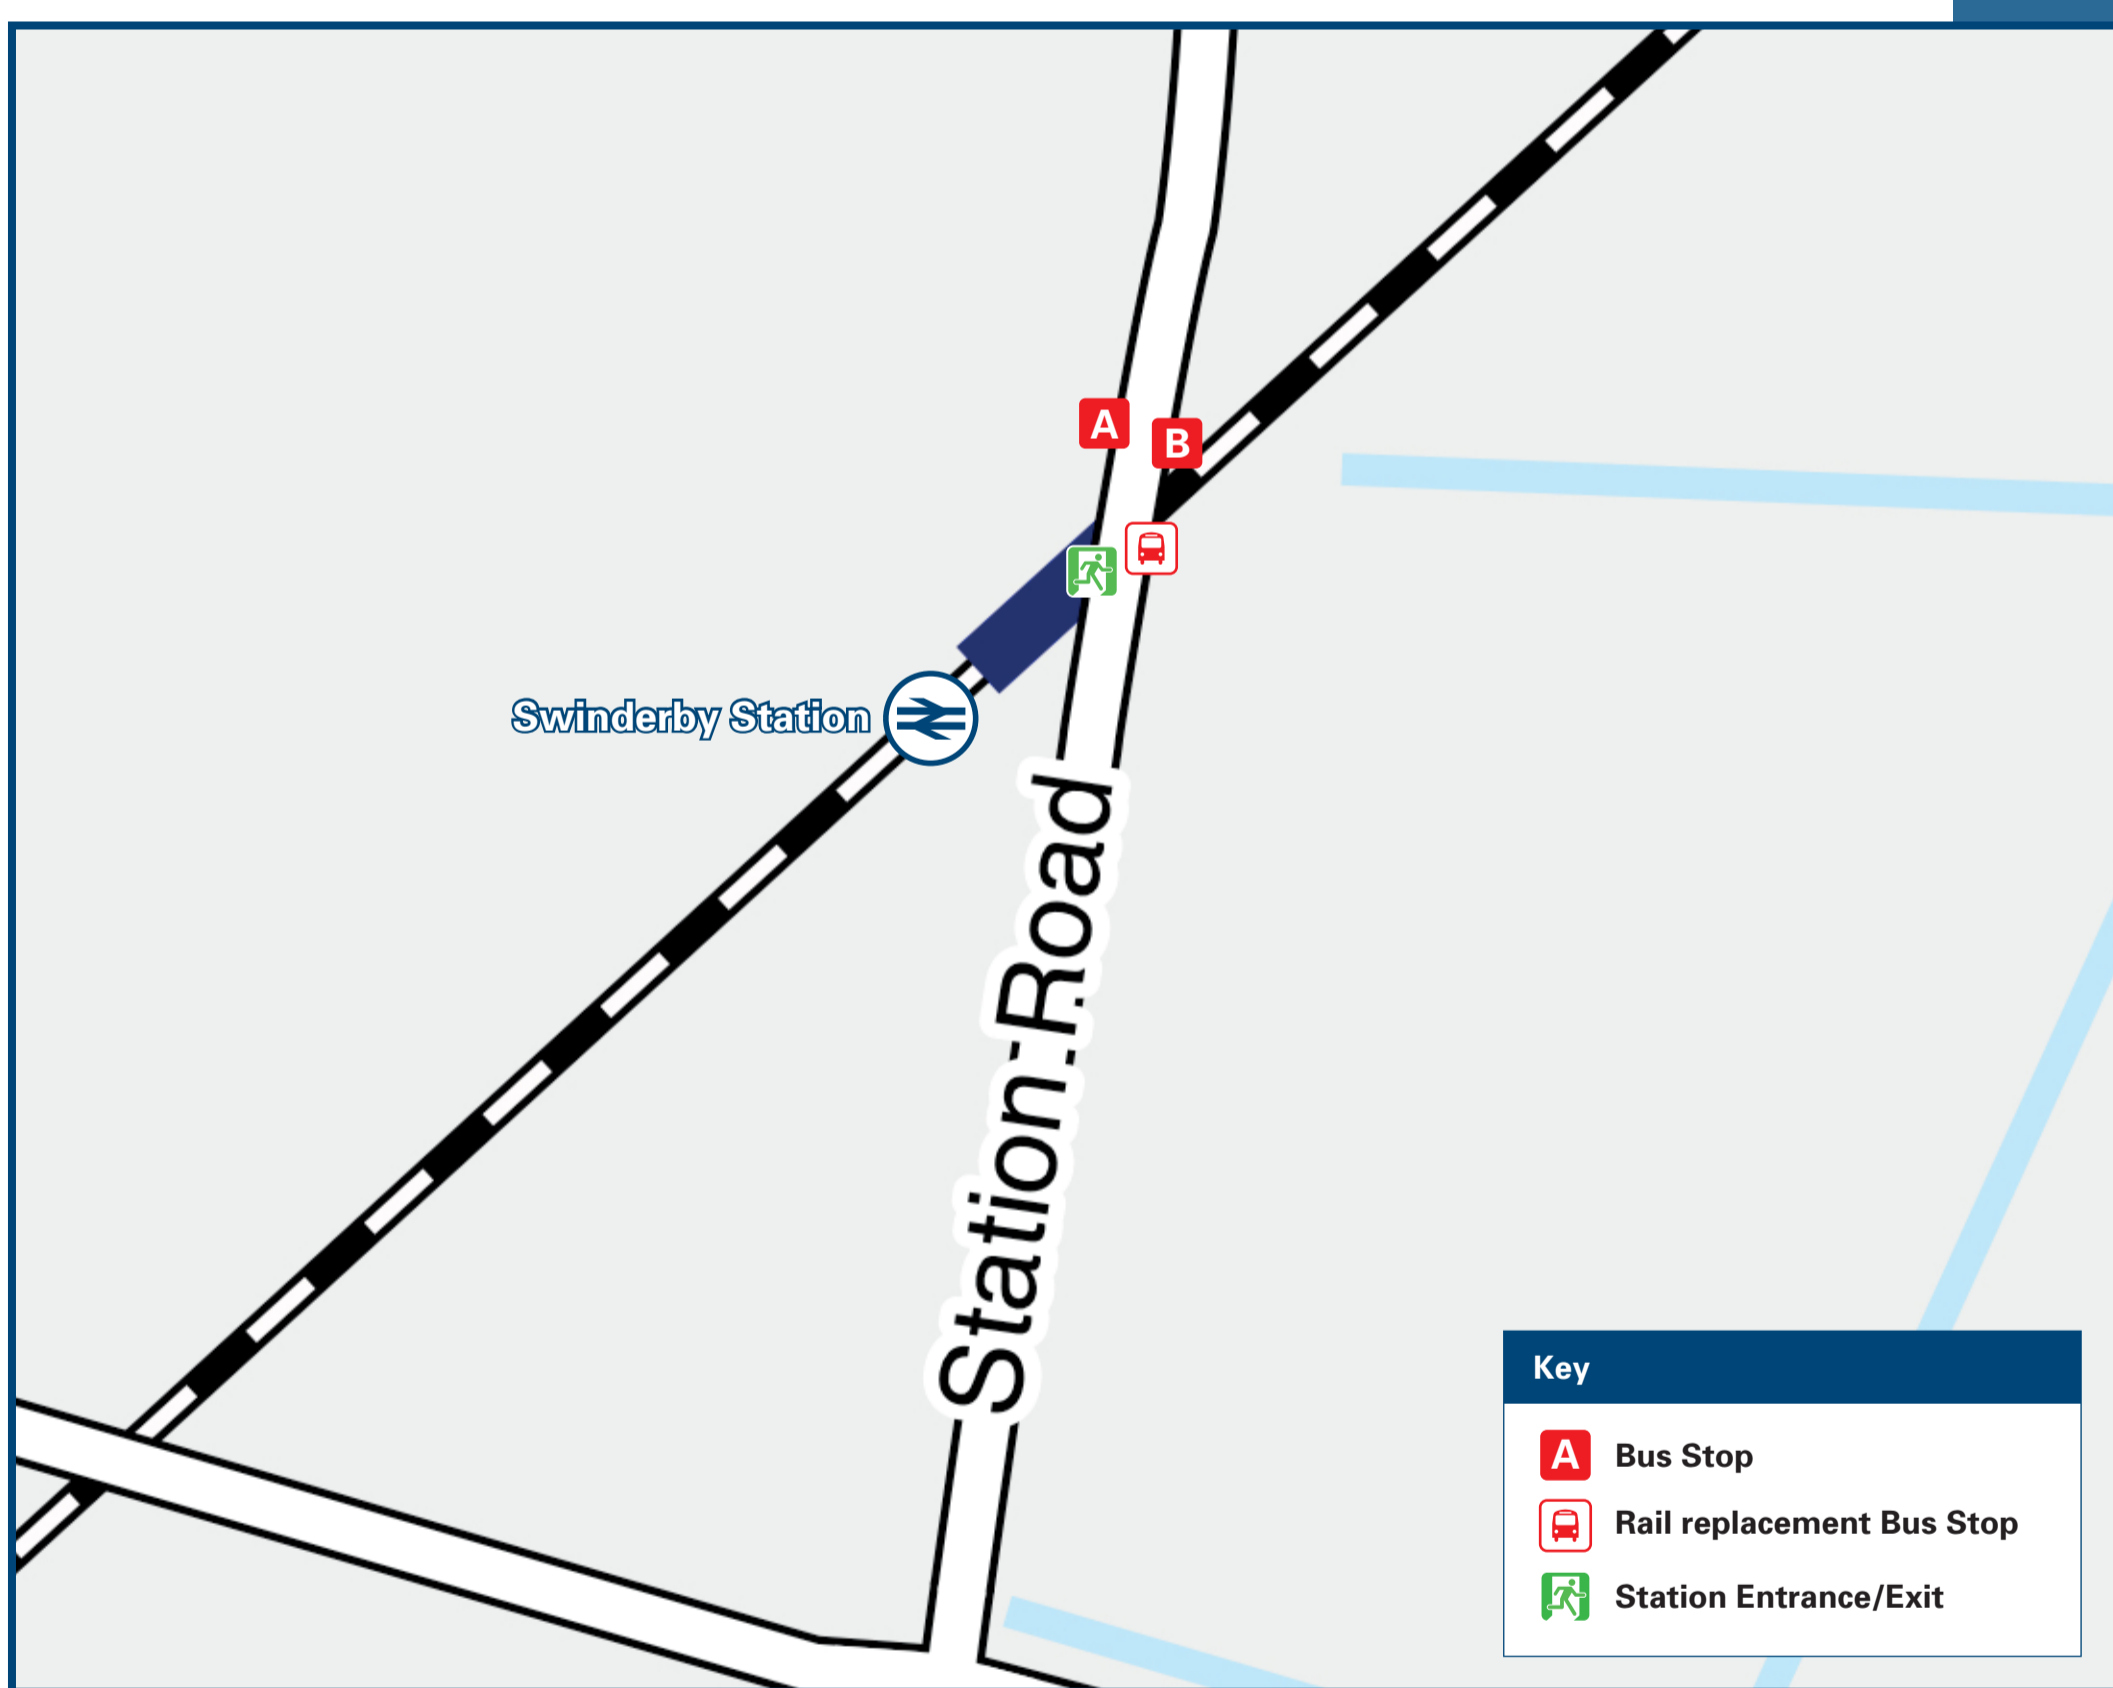 A
B
Swinderby Station
Station Road
Key
A Bus Stop
Rail replacement Bus Stop
Station Entrance/Exit